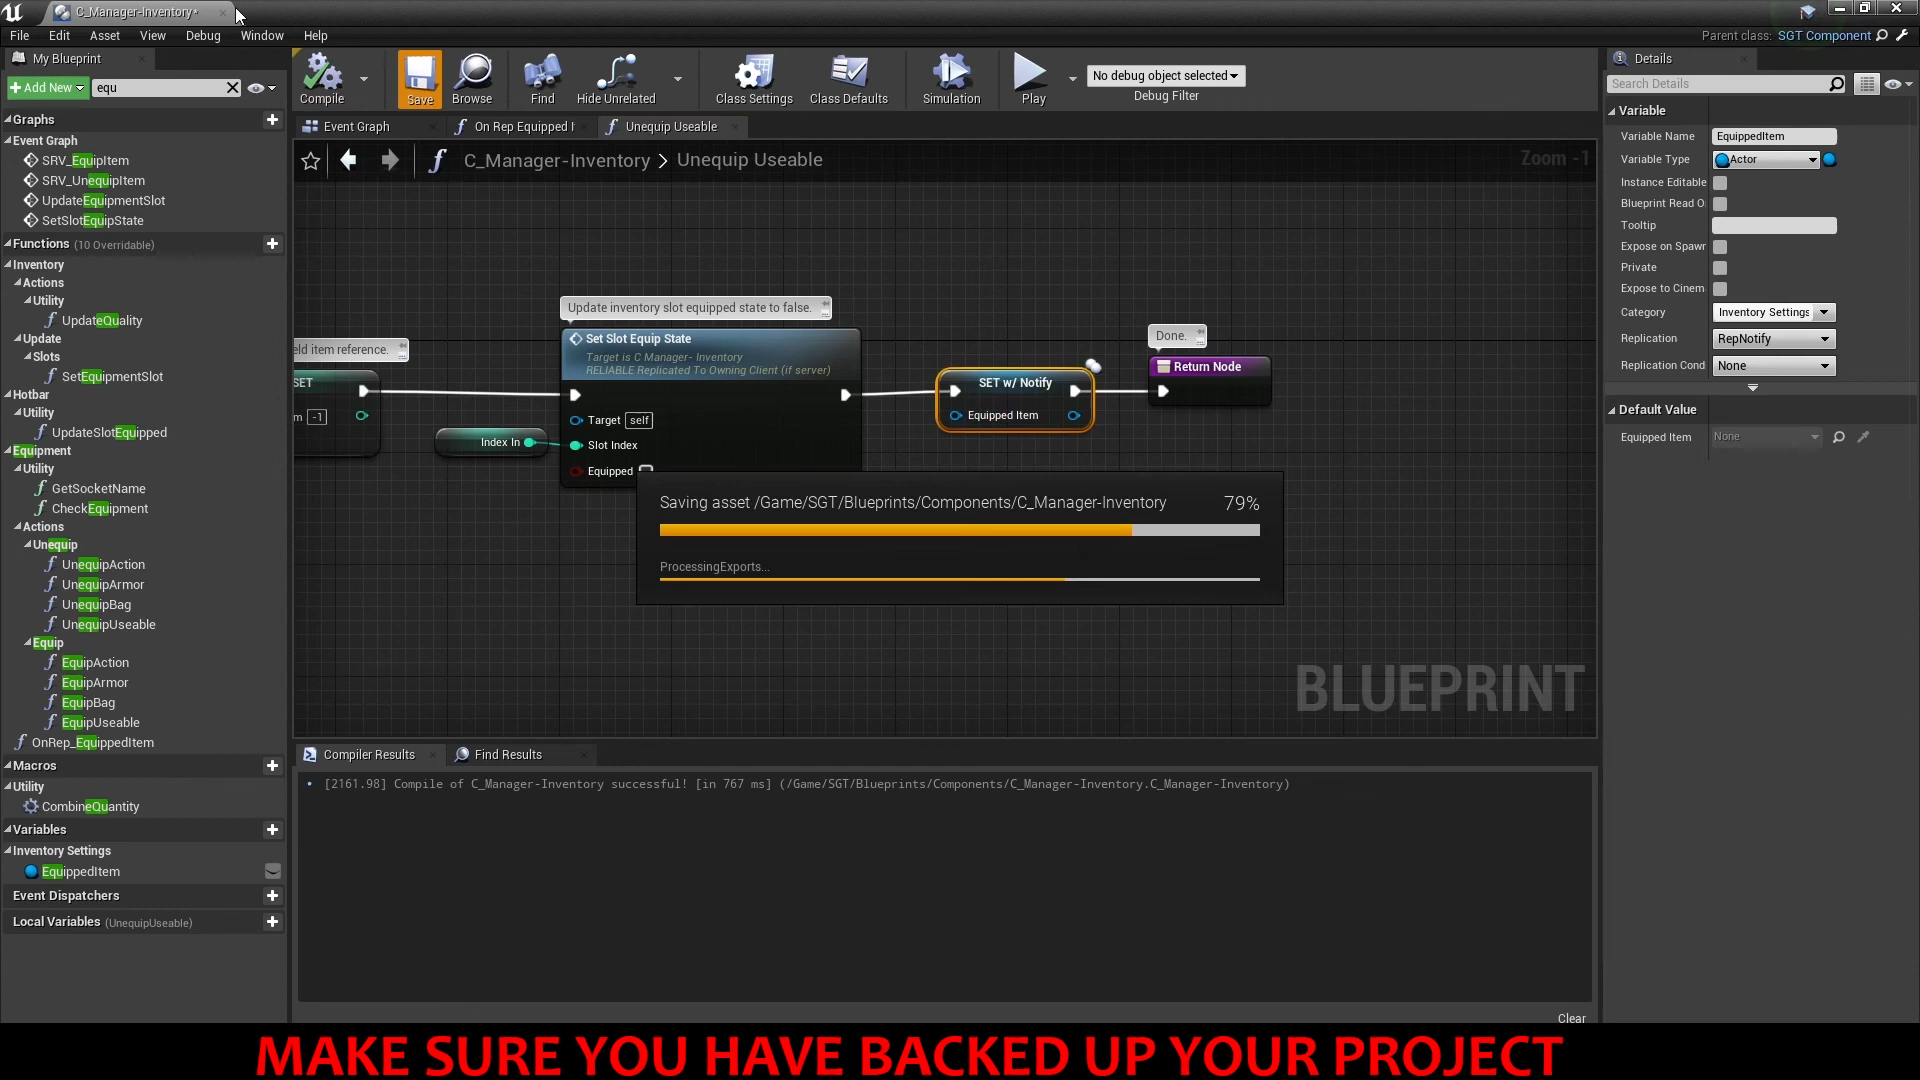 C_Manager-Inventory*
File Edit Asset View Window Debug Help
Parent class: SGT Component
My Blueprint
Add New
equ
Graphs
Event Graph
SRV_EquipItem
SRV_UnequipItem
UpdateEquipmentSlot
SetSlotEquipState
Functions (10 Overridable)
Inventory
Actions
Utility
UpdateQuality
Update
Slots
SetEquipmentSlot
Hotbar
Utility
UpdateSlotEquipped
Equipment
Utility
GetSocketName
CheckEquipment
Actions
Unequip
UnequipAction
UnequipArmor
UnequipBag
UnequipUseable
Equip
EquipAction
EquipArmor
EquipBag
EquipUseable
OnRep_EquippedItem
Macros
Utility
CombineQuantity
Variables
Inventory Settings
EquippedItem
Event Dispatchers
Local Variables (UnequipUseable)
Compile
Save
Browse
Find
Hide Unrelated
Class Settings
Class Defaults
Simulation
Play
No debug object selected
Debug Filter
Event Graph
On Rep Equipped I
Unequip Useable
C_Manager-Inventory > Unequip Useable
Zoom -1
Update inventory slot equipped state to false.
eld item reference.
SET
m -1
Index In
Set Slot Equip State
Target is C Manager- Inventory
RELIABLE Replicated To Owning Client (if server)
Target self
Slot Index
Equipped
SET w/ Notify
Equipped Item
Done.
Return Node
Saving asset /Game/SGT/Blueprints/Components/C_Manager-Inventory 79%
ProcessingExports...
BLUEPRINT
Compiler Results
Find Results
[2161.98] Compile of C_Manager-Inventory successful! [in 767 ms] (/Game/SGT/Blueprints/Components/C_Manager-Inventory.C_Manager-Inventory)
Clear
Details
Search Details
Variable
Variable Name EquippedItem
Variable Type Actor
Instance Editable
Blueprint Read O
Tooltip
Expose on Spawr
Private
Expose to Cinem
Category Inventory Settings
Replication RepNotify
Replication Cond None
Default Value
Equipped Item None
MAKE SURE YOU HAVE BACKED UP YOUR PROJECT